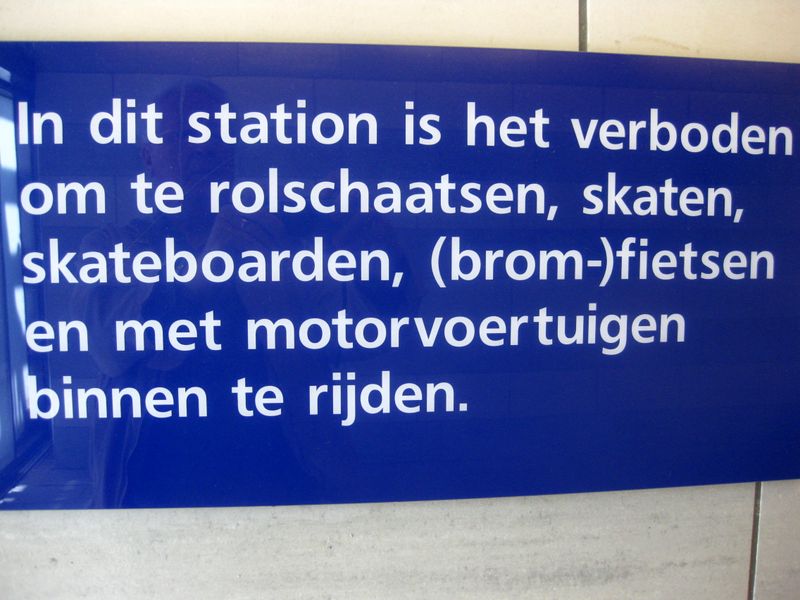 In dit station is het verboden
om te rolschaatsen, skaten,
skateboarden, (brom-)fietsen
en met motorvoertuigen
binnen te rijden.